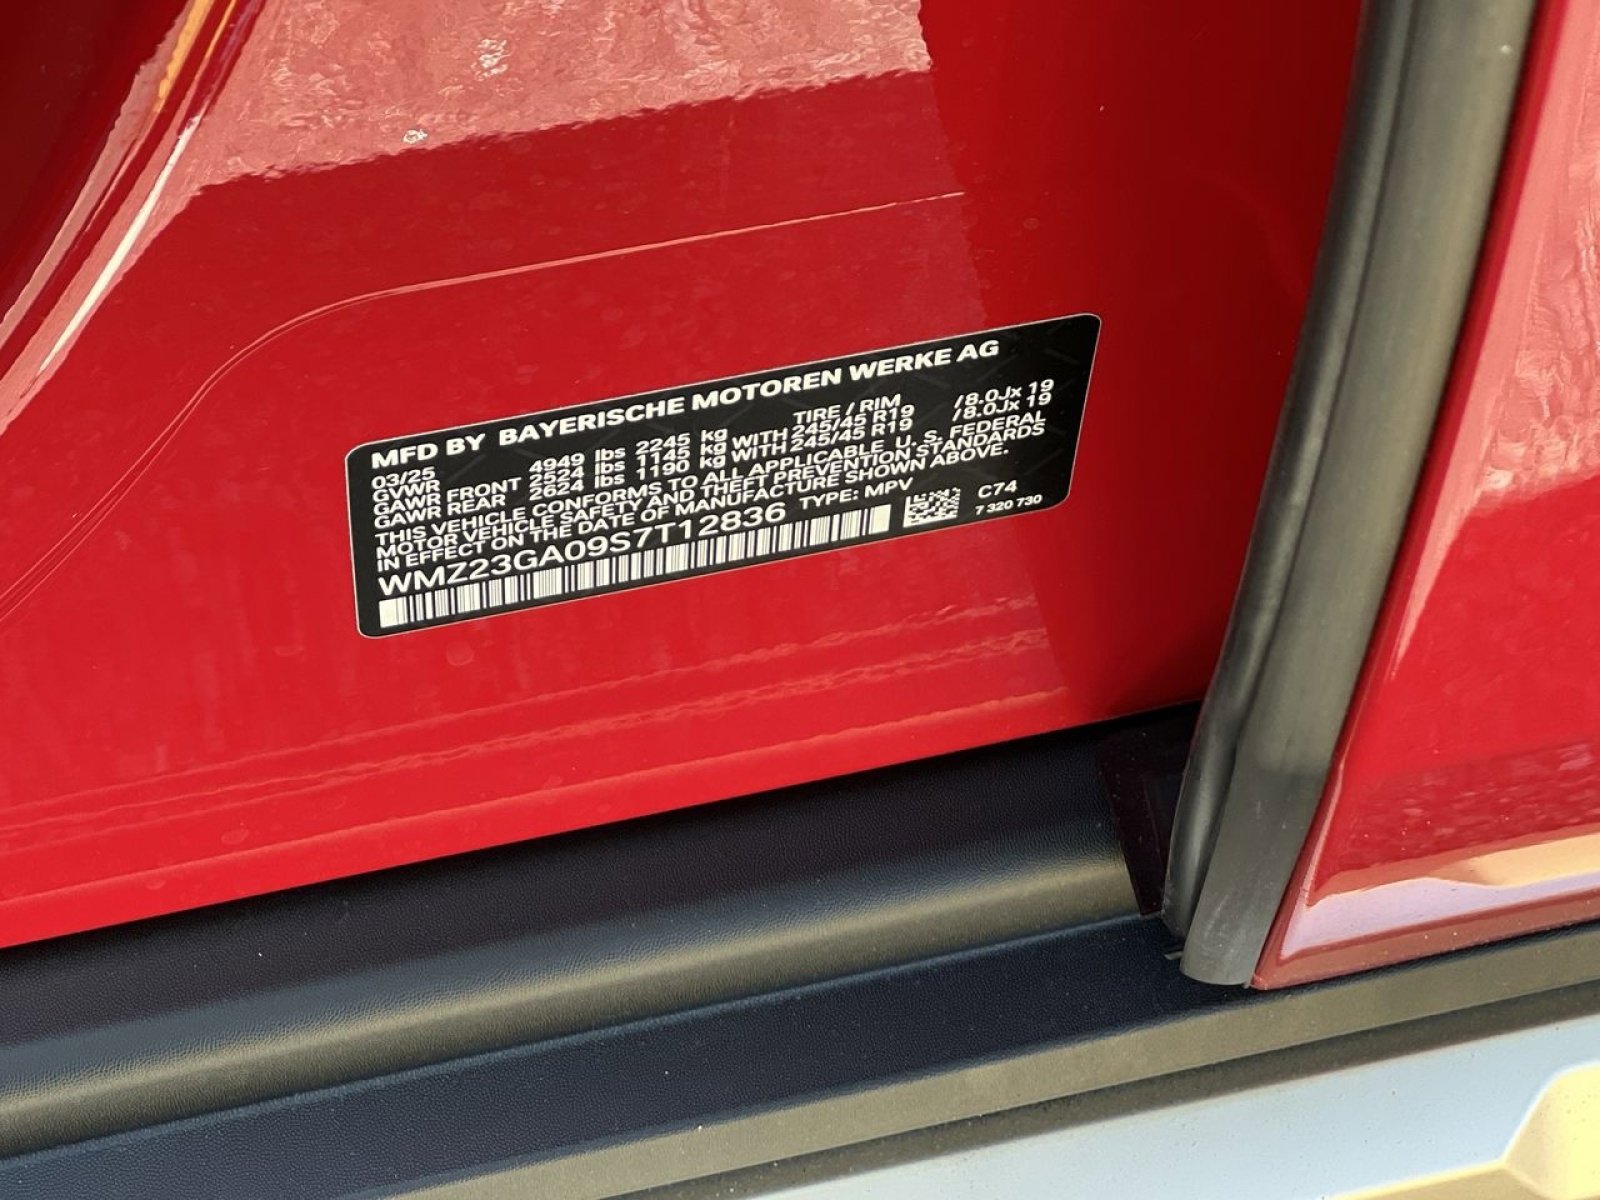 MFD BY BAYERISCHE MOTOREN WERKE AG
03/25 TIRE / RIM
GVWR 4949 lbs 2245 kg
GAWR FRONT 2524 lbs 1145 kg WITH 245/45 R19 /8.0Jx 19
GAWR REAR 2624 lbs 1190 kg WITH 245/45 R19 /8.0Jx 19
THIS VEHICLE CONFORMS TO ALL APPLICABLE U. S. FEDERAL
MOTOR VEHICLE SAFETY AND THEFT PREVENTION STANDARDS
IN EFFECT ON THE DATE OF MANUFACTURE SHOWN ABOVE.
WMZ23GA09S7T12836 TYPE: MPV
C74
7 320 730